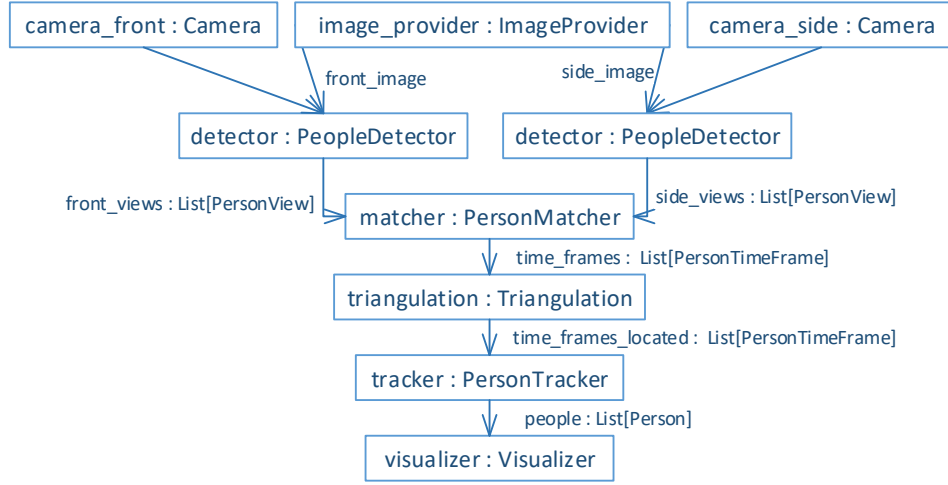 camera_front : Camera
image_provider : ImageProvider
camera_side : Camera
front_image
side_image
detector : PeopleDetector
detector : PeopleDetector
front_views : List[PersonView]
side_views : List[PersonView]
matcher : PersonMatcher
time_frames : List[PersonTimeFrame]
triangulation : Triangulation
time_frames_located : List[PersonTimeFrame]
tracker : PersonTracker
people : List[Person]
visualizer : Visualizer